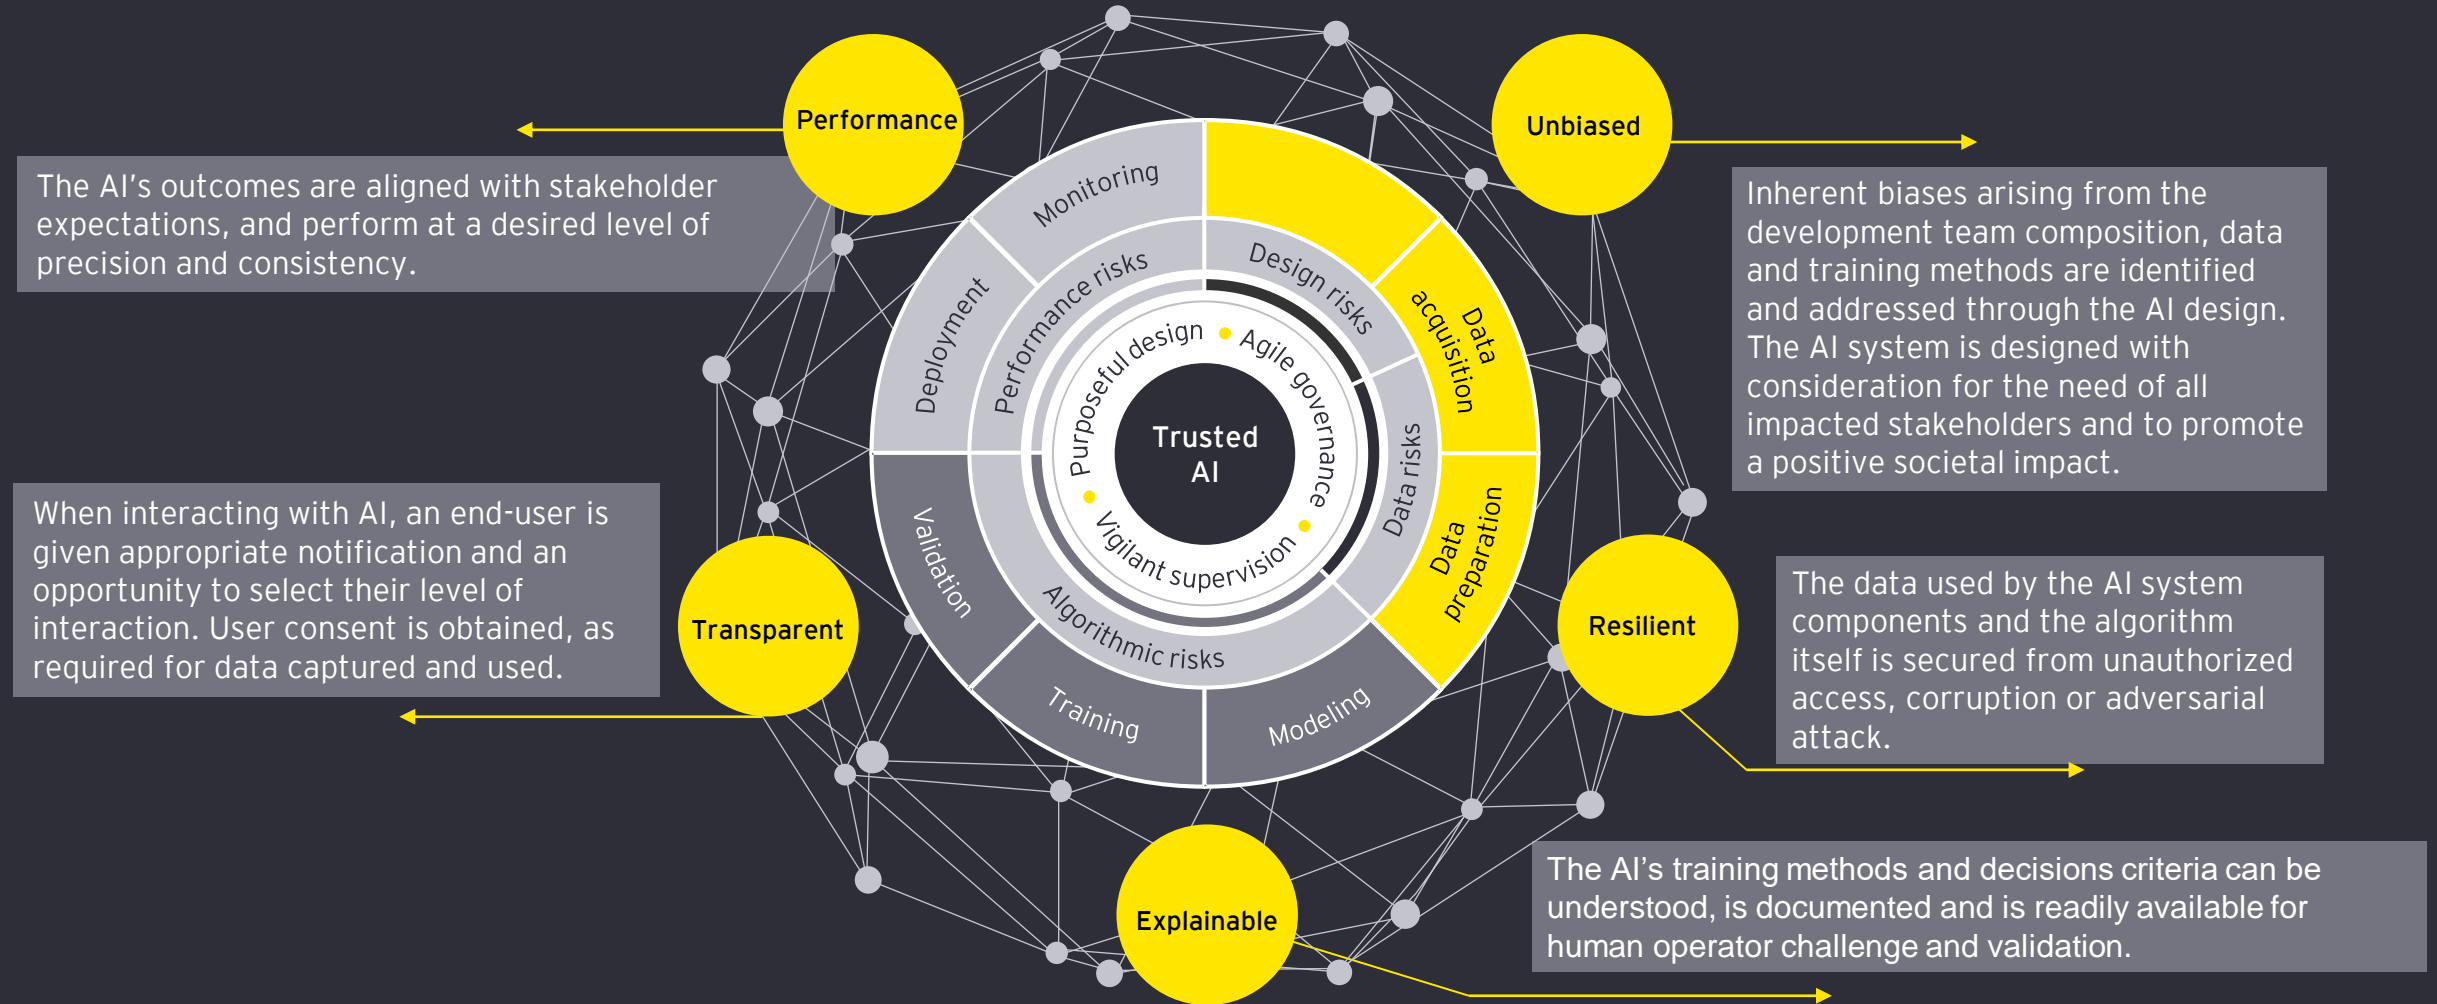 Performance
The AI's outcomes are aligned with stakeholder
expectations, and perform at a desired level of
precision and consistency.
Unbiased
Inherent biases arising from the
development team composition, data
and training methods are identified
and addressed through the AI design.
The AI system is designed with
consideration for the need of all
impacted stakeholders and to promote
a positive societal impact.
Monitoring
Deployment
Performance risks
Design risks
Data
acquisition
Purposeful design
Agile governance
Trusted
AI
Vigilant supervision
Data risks
Data
preparation
Validation
Algorithmic risks
Training
Modeling
When interacting with AI, an end-user is
given appropriate notification and an
opportunity to select their level of
interaction. User consent is obtained, as
required for data captured and used.
Transparent
Resilient
The data used by the AI system
components and the algorithm
itself is secured from unauthorized
access, corruption or adversarial
attack.
Explainable
The AI's training methods and decisions criteria can be
understood, is documented and is readily available for
human operator challenge and validation.